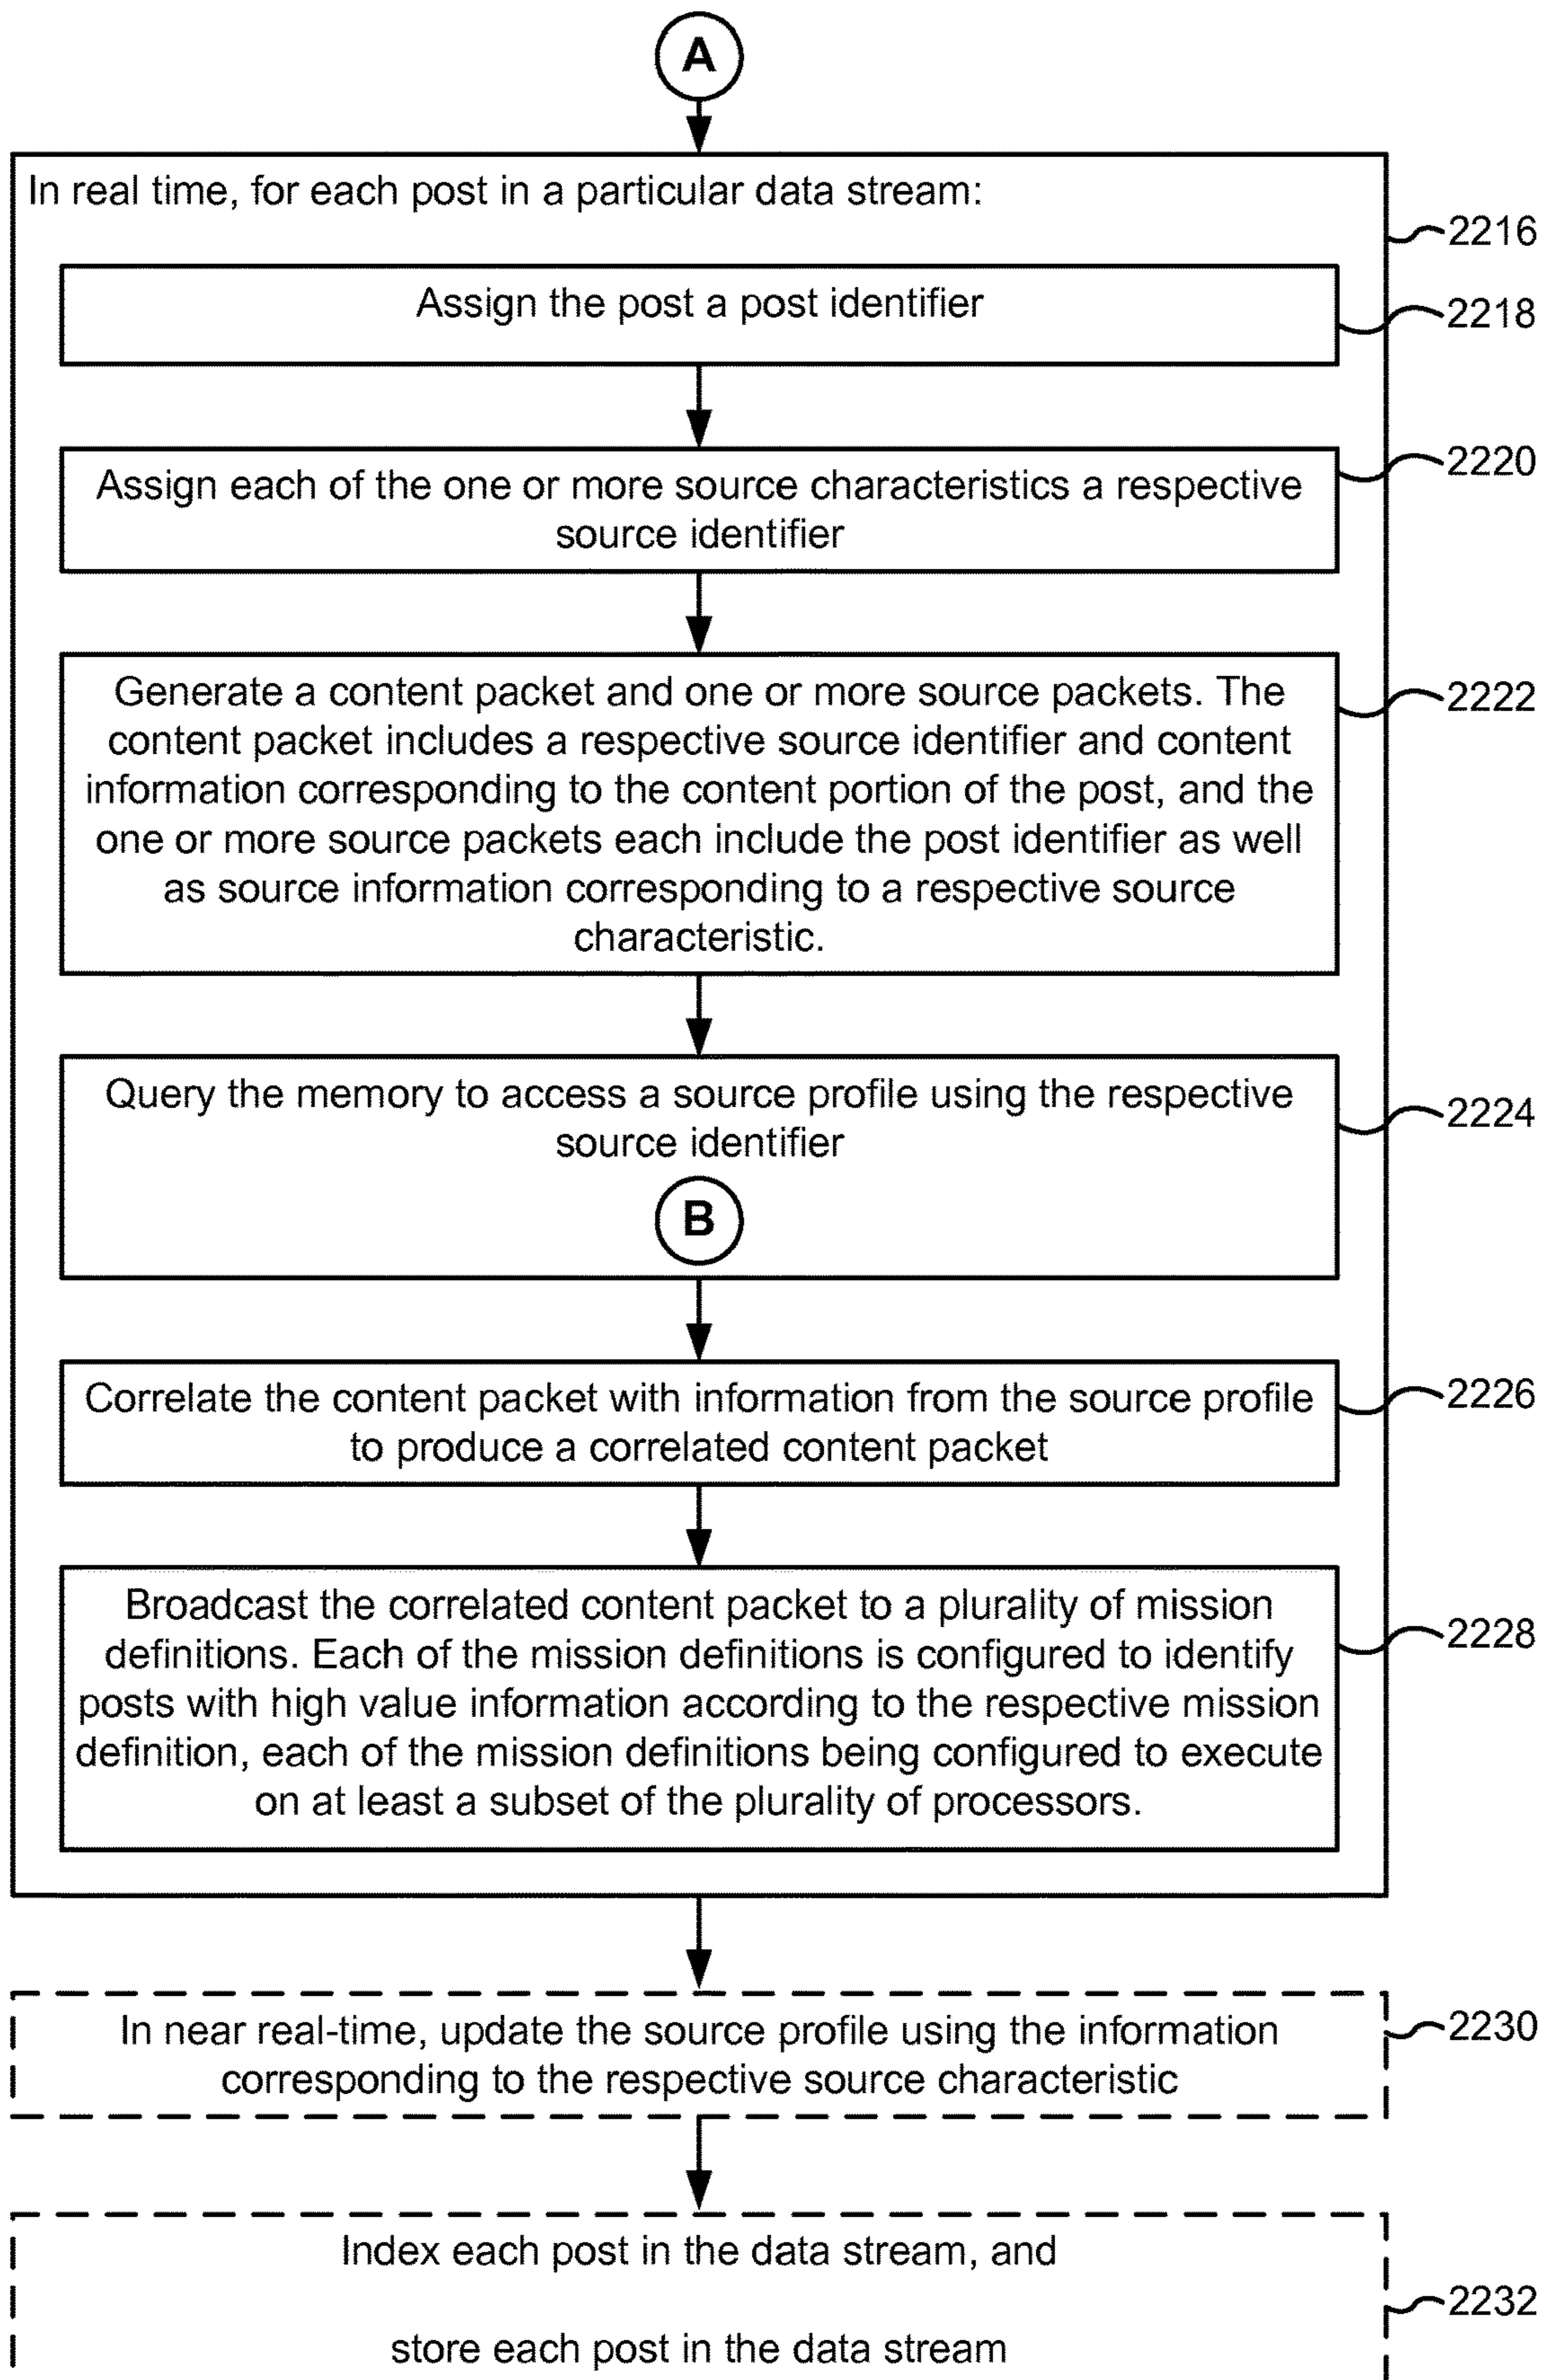 A
In real time, for each post in a particular data stream:
2216
Assign the post a post identifier
2218
Assign each of the one or more source characteristics a respective
source identifier
2220
Generate a content packet and one or more source packets. The
content packet includes a respective source identifier and content
information corresponding to the content portion of the post, and the
one or more source packets each include the post identifier as well
as source information corresponding to a respective source
characteristic.
2222
Query the memory to access a source profile using the respective
source identifier
2224
B
Correlate the content packet with information from the source profile
to produce a correlated content packet
2226
Broadcast the correlated content packet to a plurality of mission
definitions. Each of the mission definitions is configured to identify
posts with high value information according to the respective mission
definition, each of the mission definitions being configured to execute
on at least a subset of the plurality of processors.
2228
In near real-time, update the source profile using the information
corresponding to the respective source characteristic
2230
Index each post in the data stream, and
store each post in the data stream
2232